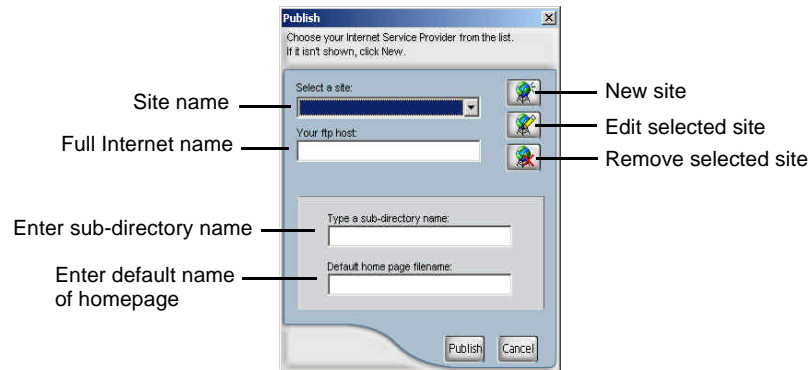 Publish
Choose your Internet Service Provider from the list.
If it isn't shown, click New.
Select a site:
Site name
New site
Your ftp host:
Edit selected site
Full Internet name
Remove selected site
Type a sub-directory name:
Enter sub-directory name
Default home page filename:
Enter default name
of homepage
Publish
Cancel